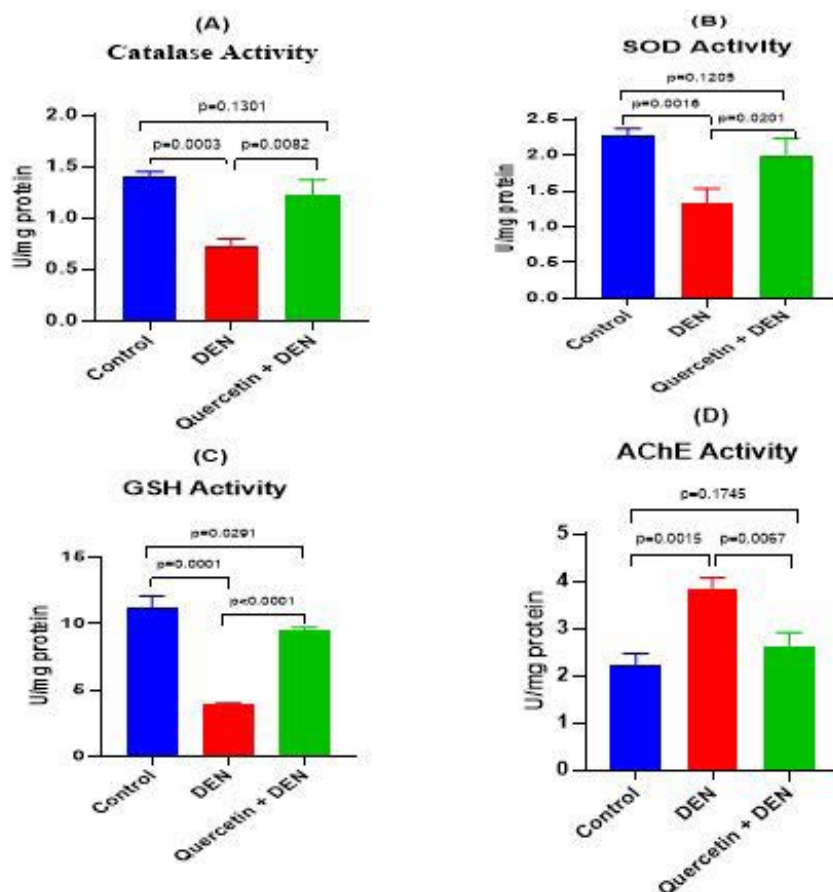 (A)
Catalase Activity
p=0.1301
p=0.0003
p=0.0082
2.0
1.5
1.0
0.5
0.0
U/mg protein
Control
DEN
Quercetin + DEN
(B)
SOD Activity
p=0.1205
p=0.0016
p=0.0201
2.5
2.0
1.5
1.0
0.5
0.0
U/mg protein
Control
DEN
Quercetin + DEN
(C)
GSH Activity
p=0.0291
p=0.0001
p<0.0001
15
10
5
0
U/mg protein
Control
DEN
Quercetin + DEN
(D)
AChE Activity
p=0.1745
p=0.0015
p=0.0067
5
4
3
2
1
0
U/mg protein
Control
DEN
Quercetin + DEN